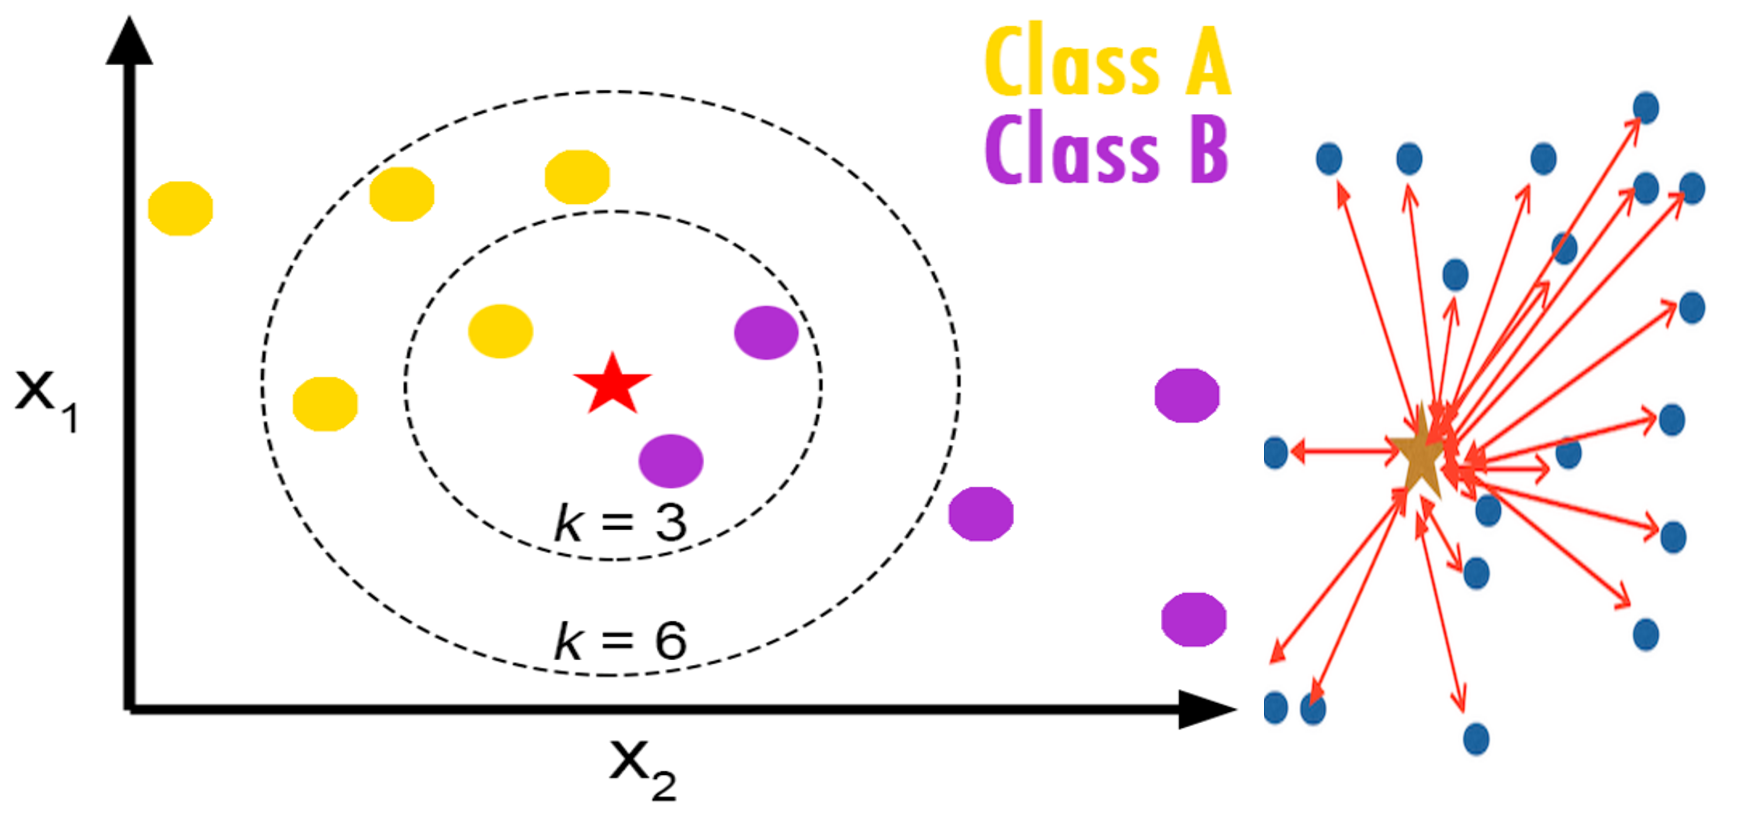 Class A
Class B
x1
k = 3
k = 6
x2